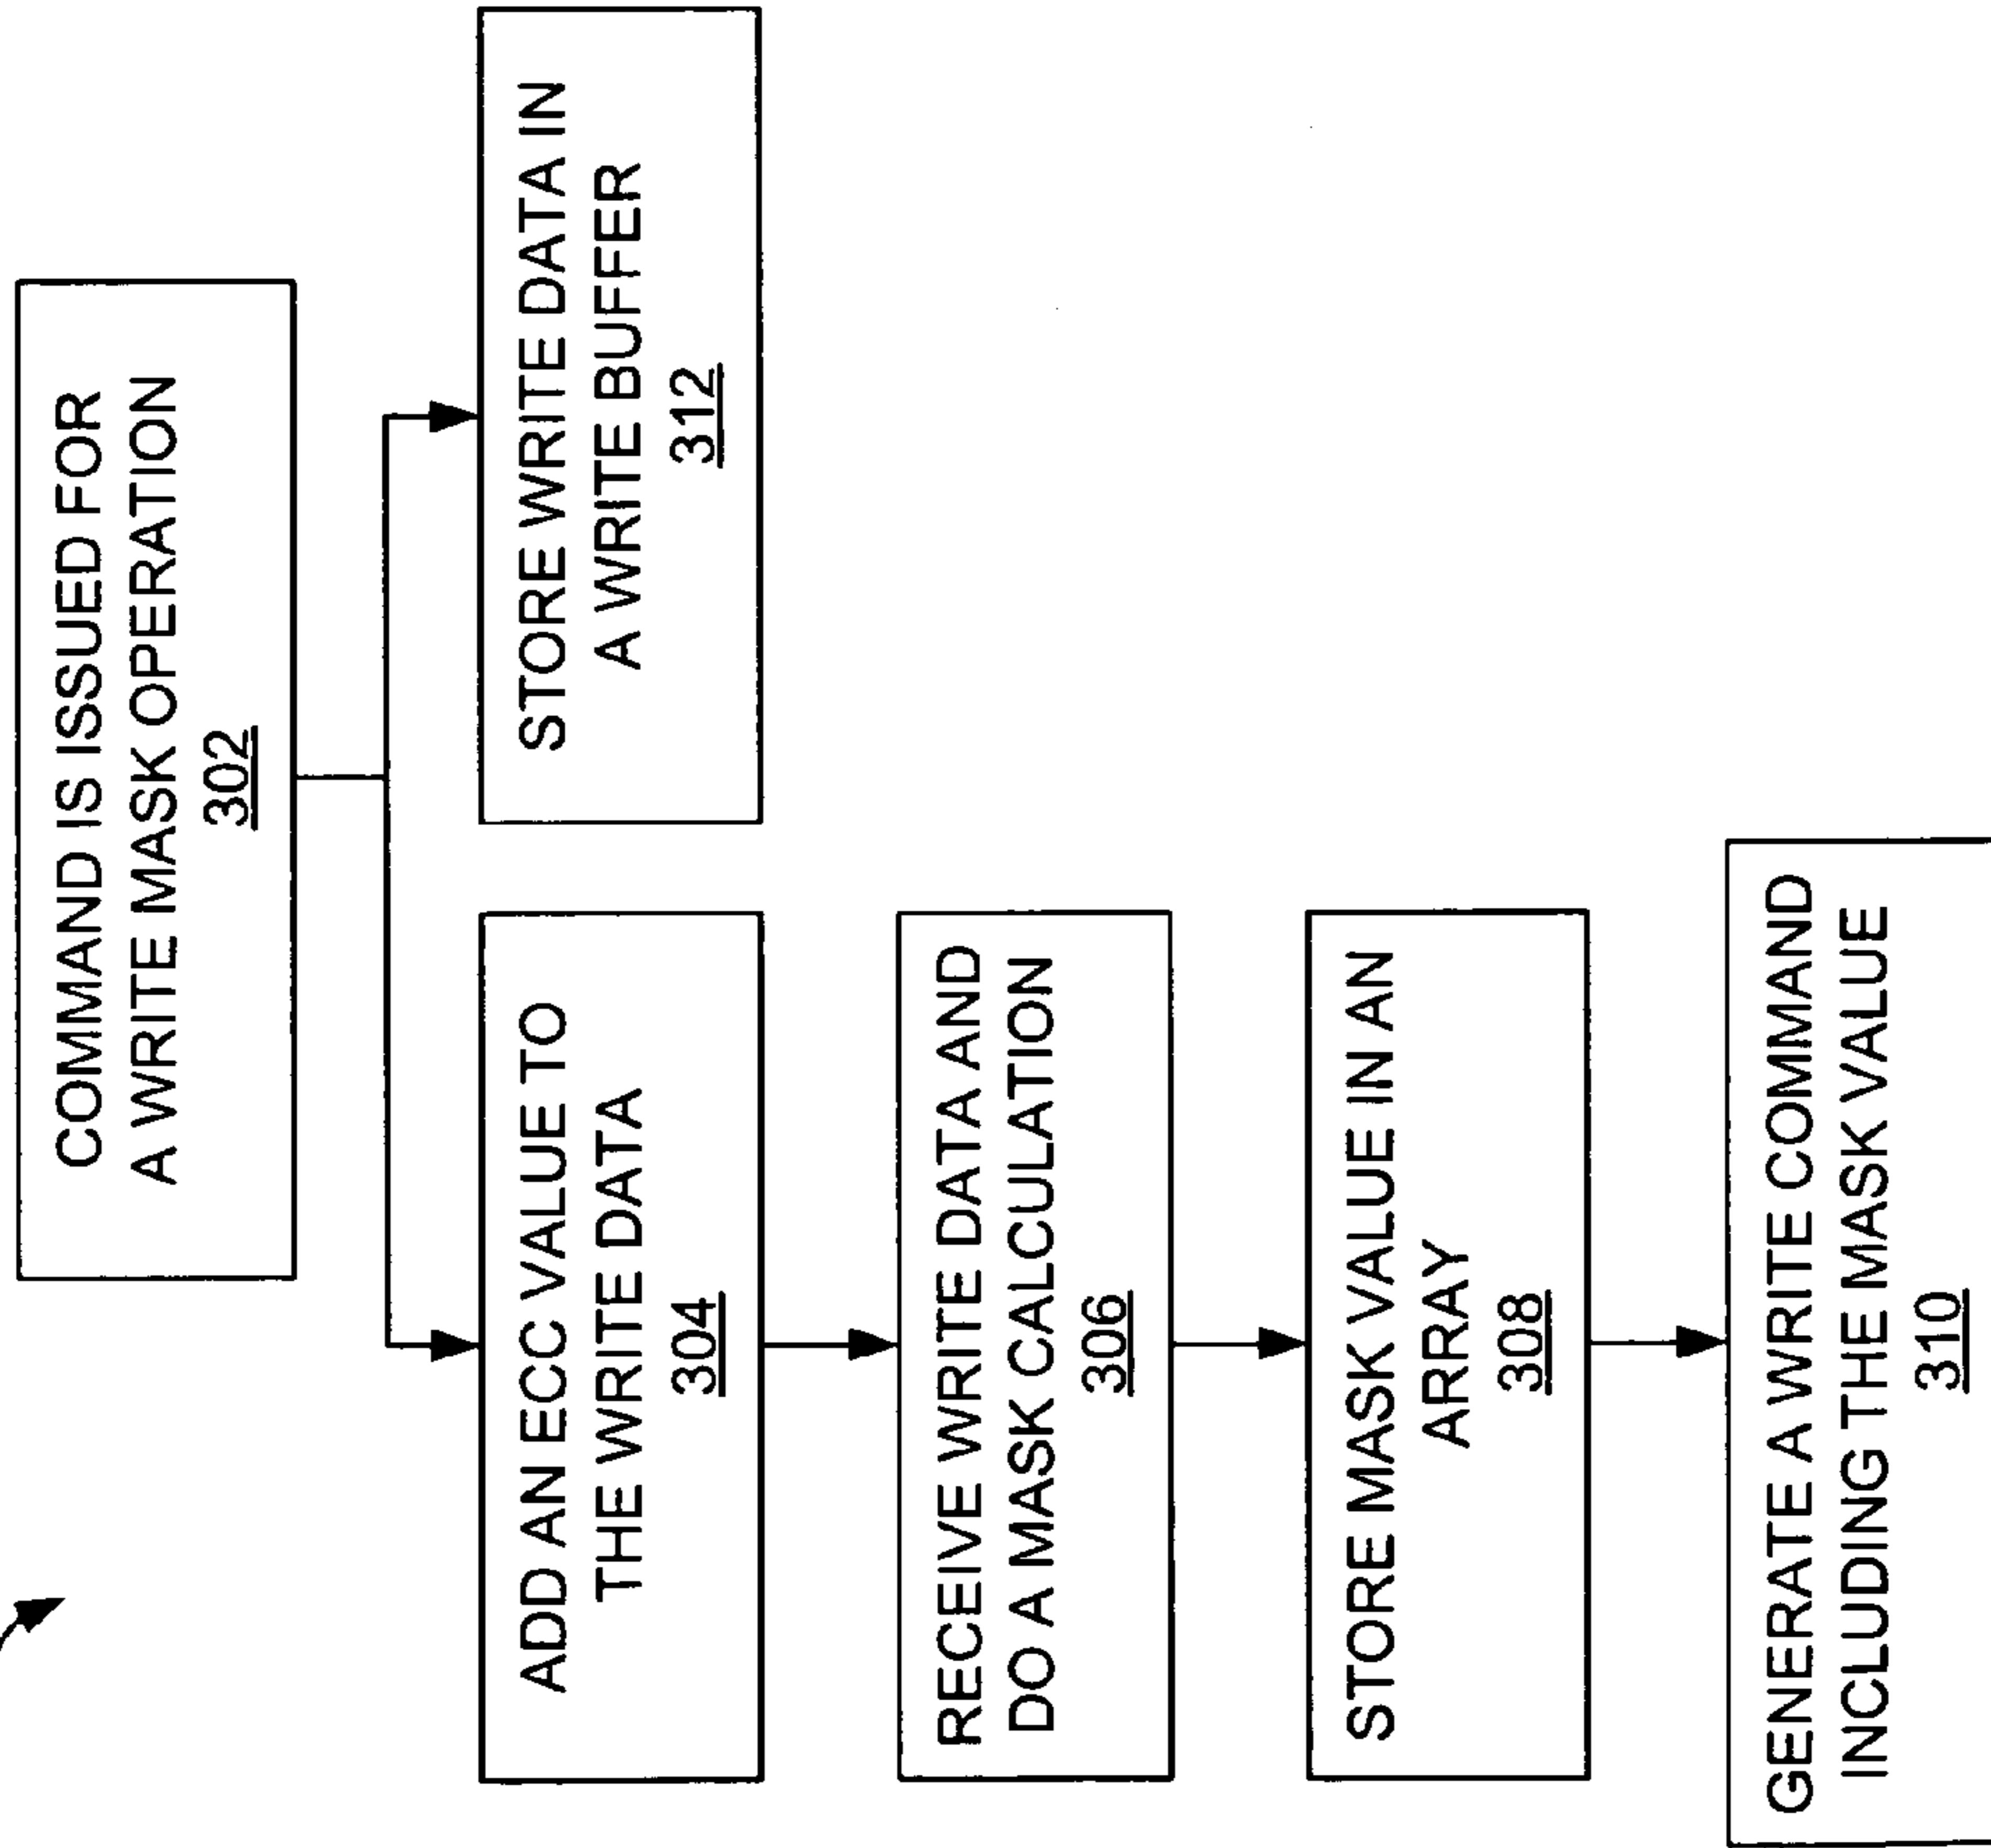 COMMAND IS ISSUED FOR
A WRITE MASK OPERATION
302
ADD AN ECC VALUE TO
THE WRITE DATA
304
STORE WRITE DATA IN
A WRITE BUFFER
312
RECEIVE WRITE DATA AND
DO A MASK CALCULATION
306
STORE MASK VALUE IN AN
ARRAY
308
GENERATE A WRITE COMMAND
INCLUDING THE MASK VALUE
310